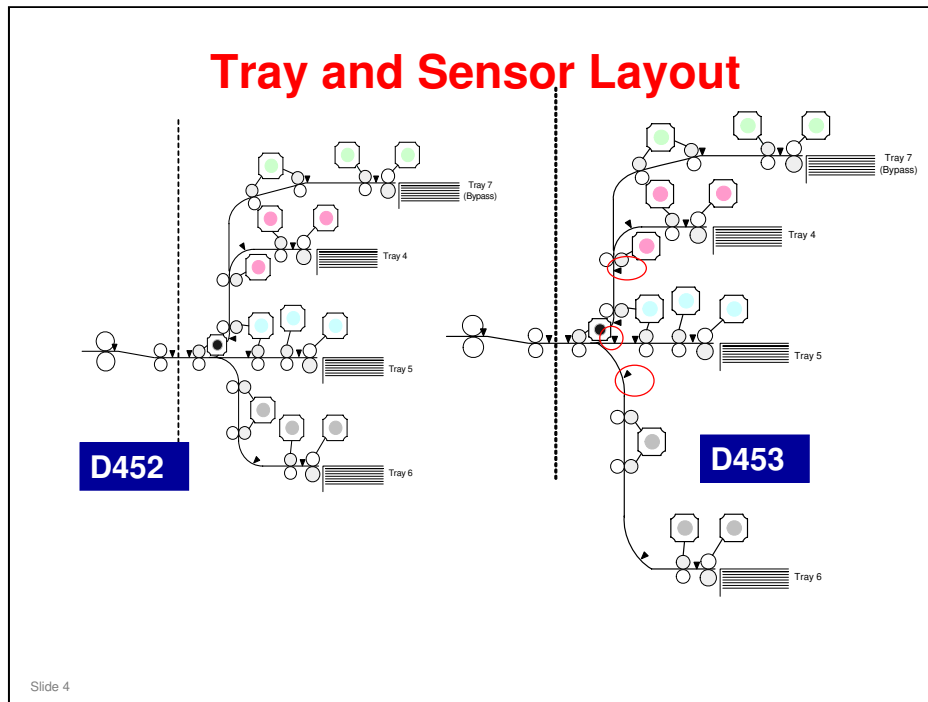 Tray and Sensor Layout
Tray 7
(Bypass)
Tray 4
Tray 5
Tray 6
D452
Tray 7
(Bypass)
Tray 4
Tray 5
Tray 6
D453
Slide 4